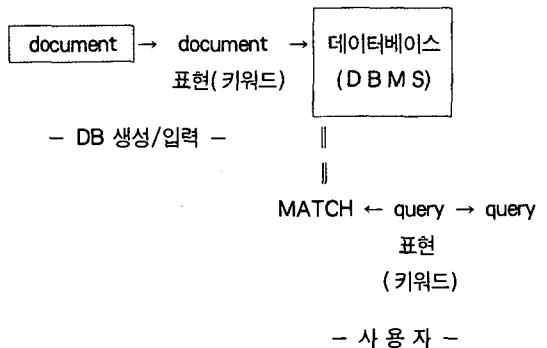 document → document → 데이터베이스
표현(키워드) (DBMS)
- DB 생성/입력 -
MATCH ← query → query
표현
(키워드)
- 사 용 자 -